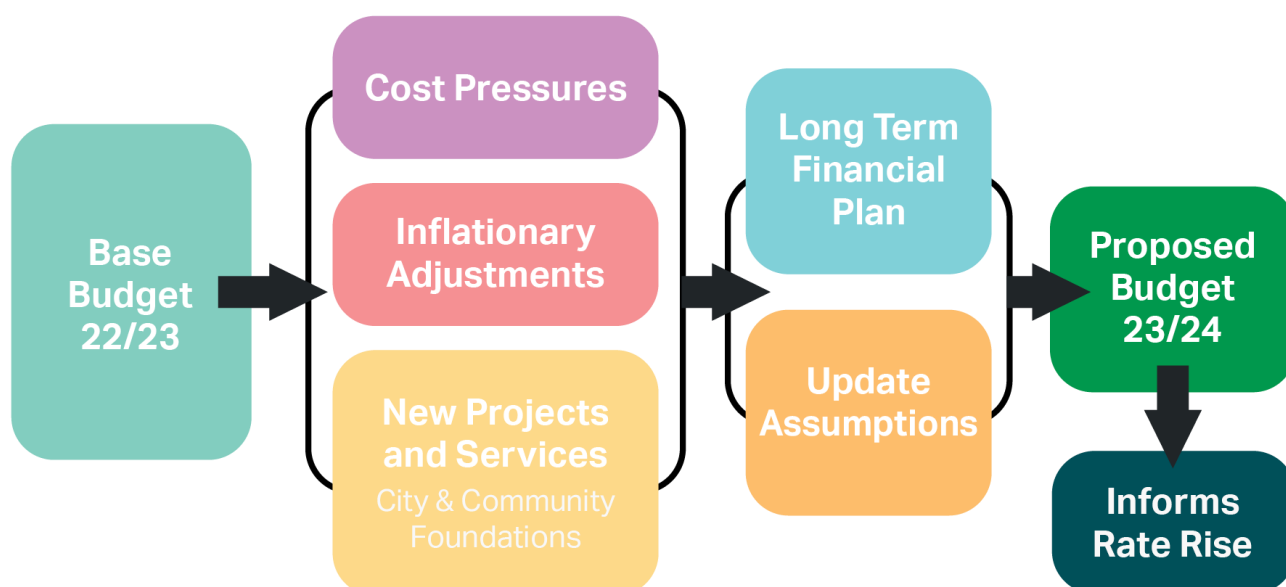 Base
Budget
22/23
Cost Pressures
Inflationary
Adjustments
New Projects
and Services
City & Community
Foundations
Long Term
Financial
Plan
Update
Assumptions
Proposed
Budget
23/24
Informs
Rate Rise